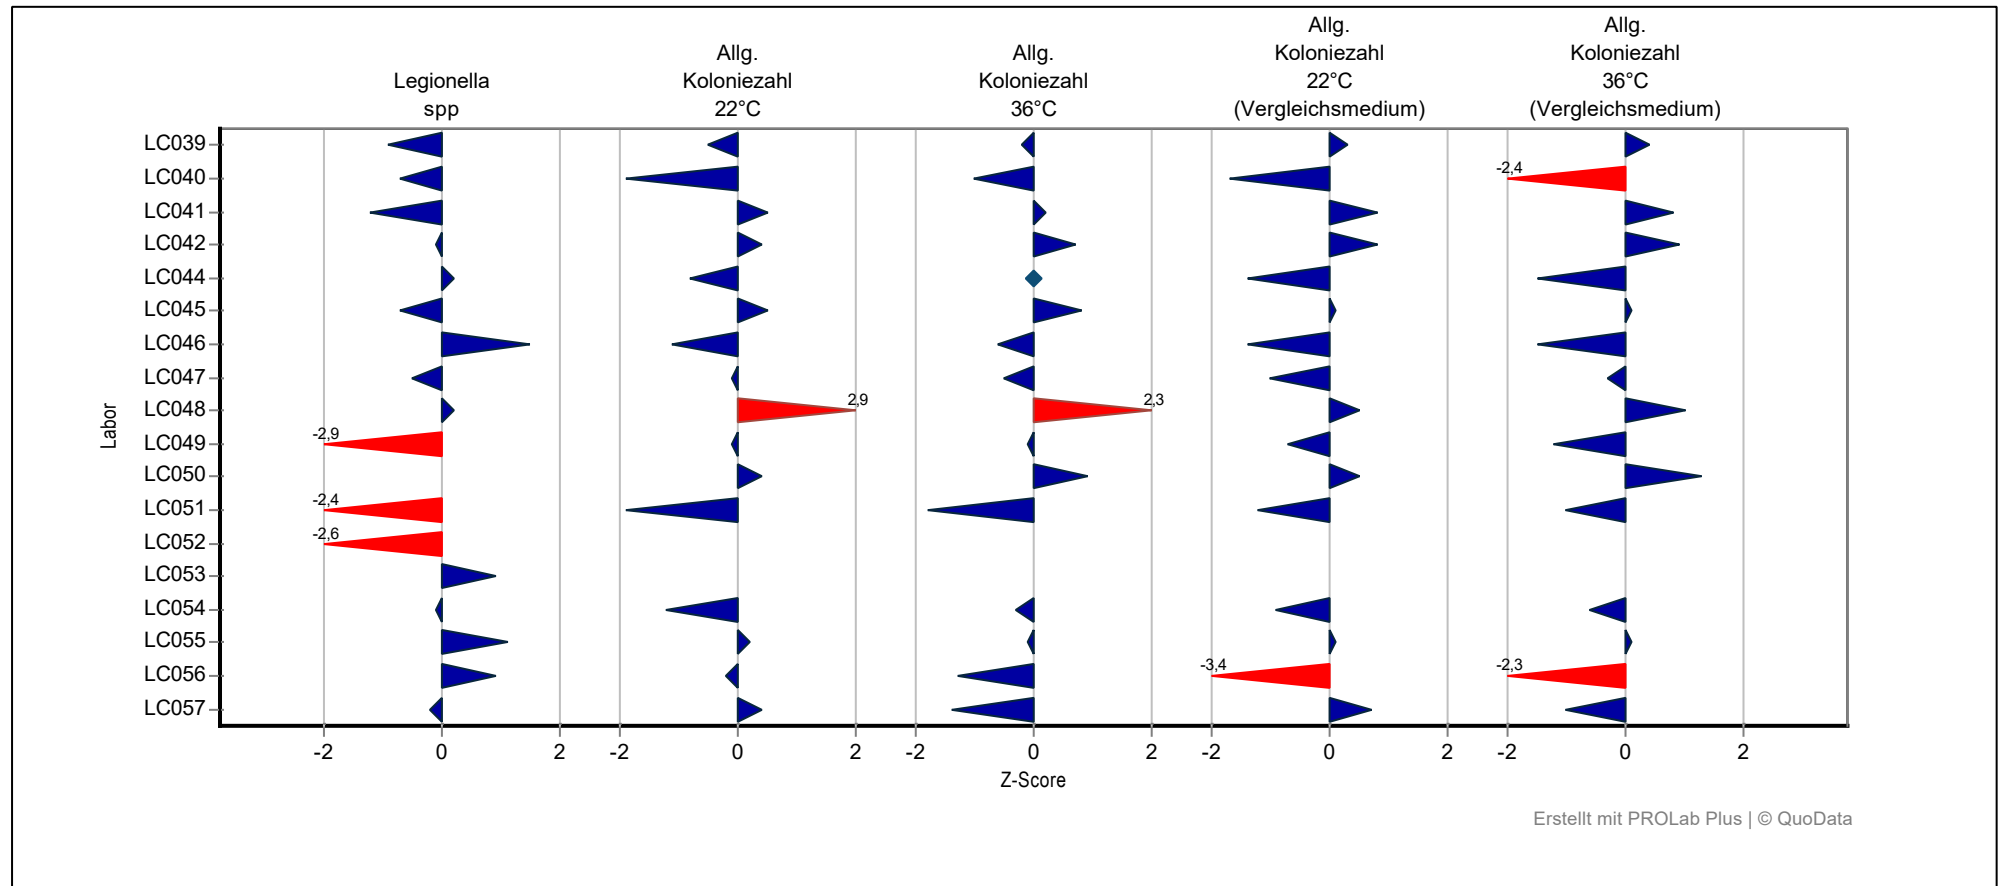 Legionella
spp
Allg.
Koloniezahl
22°C
Allg.
Koloniezahl
36°C
Allg.
Koloniezahl
22°C
(Vergleichsmedium)
Allg.
Koloniezahl
36°C
(Vergleichsmedium)
Labor
LC039
LC040
-2,4
LC041
LC042
LC044
LC045
LC046
LC047
LC048
2,9
2,3
LC049
-2,9
LC050
LC051
-2,4
LC052
-2,6
LC053
LC054
LC055
LC056
-3,4
-2,3
LC057
-2 0 2 -2 0 2 -2 0 2 -2 0 2 -2 0 2
Z-Score
Erstellt mit PROLab Plus | © QuoData